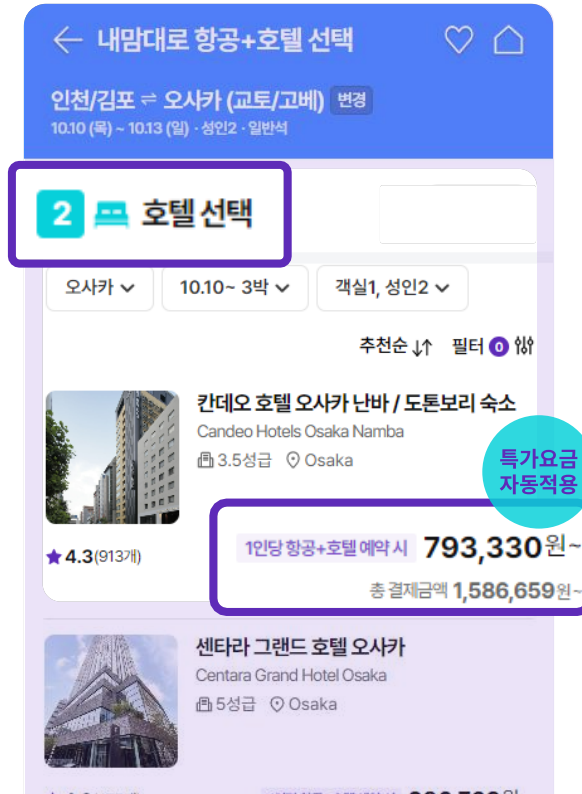 내맘대로 항공+호텔 선택
인천/김포 ⇌ 오사카 (교토/고베) 변경
10.10 (목) ~ 10.13 (일) · 성인2 · 일반석
2 호텔 선택
오사카 10.10~ 3박 객실1, 성인2
추천순 ↓↑ 필터 0
칸데오 호텔 오사카 난바 / 도톤보리 숙소
Candeo Hotels Osaka Namba
3.5성급 Osaka
특가요금
자동적용
★ 4.3(913개)
1인당 항공+호텔 예약 시 793,330원~
총 결제금액 1,586,659원~
센타라 그랜드 호텔 오사카
Centara Grand Hotel Osaka
5성급 Osaka